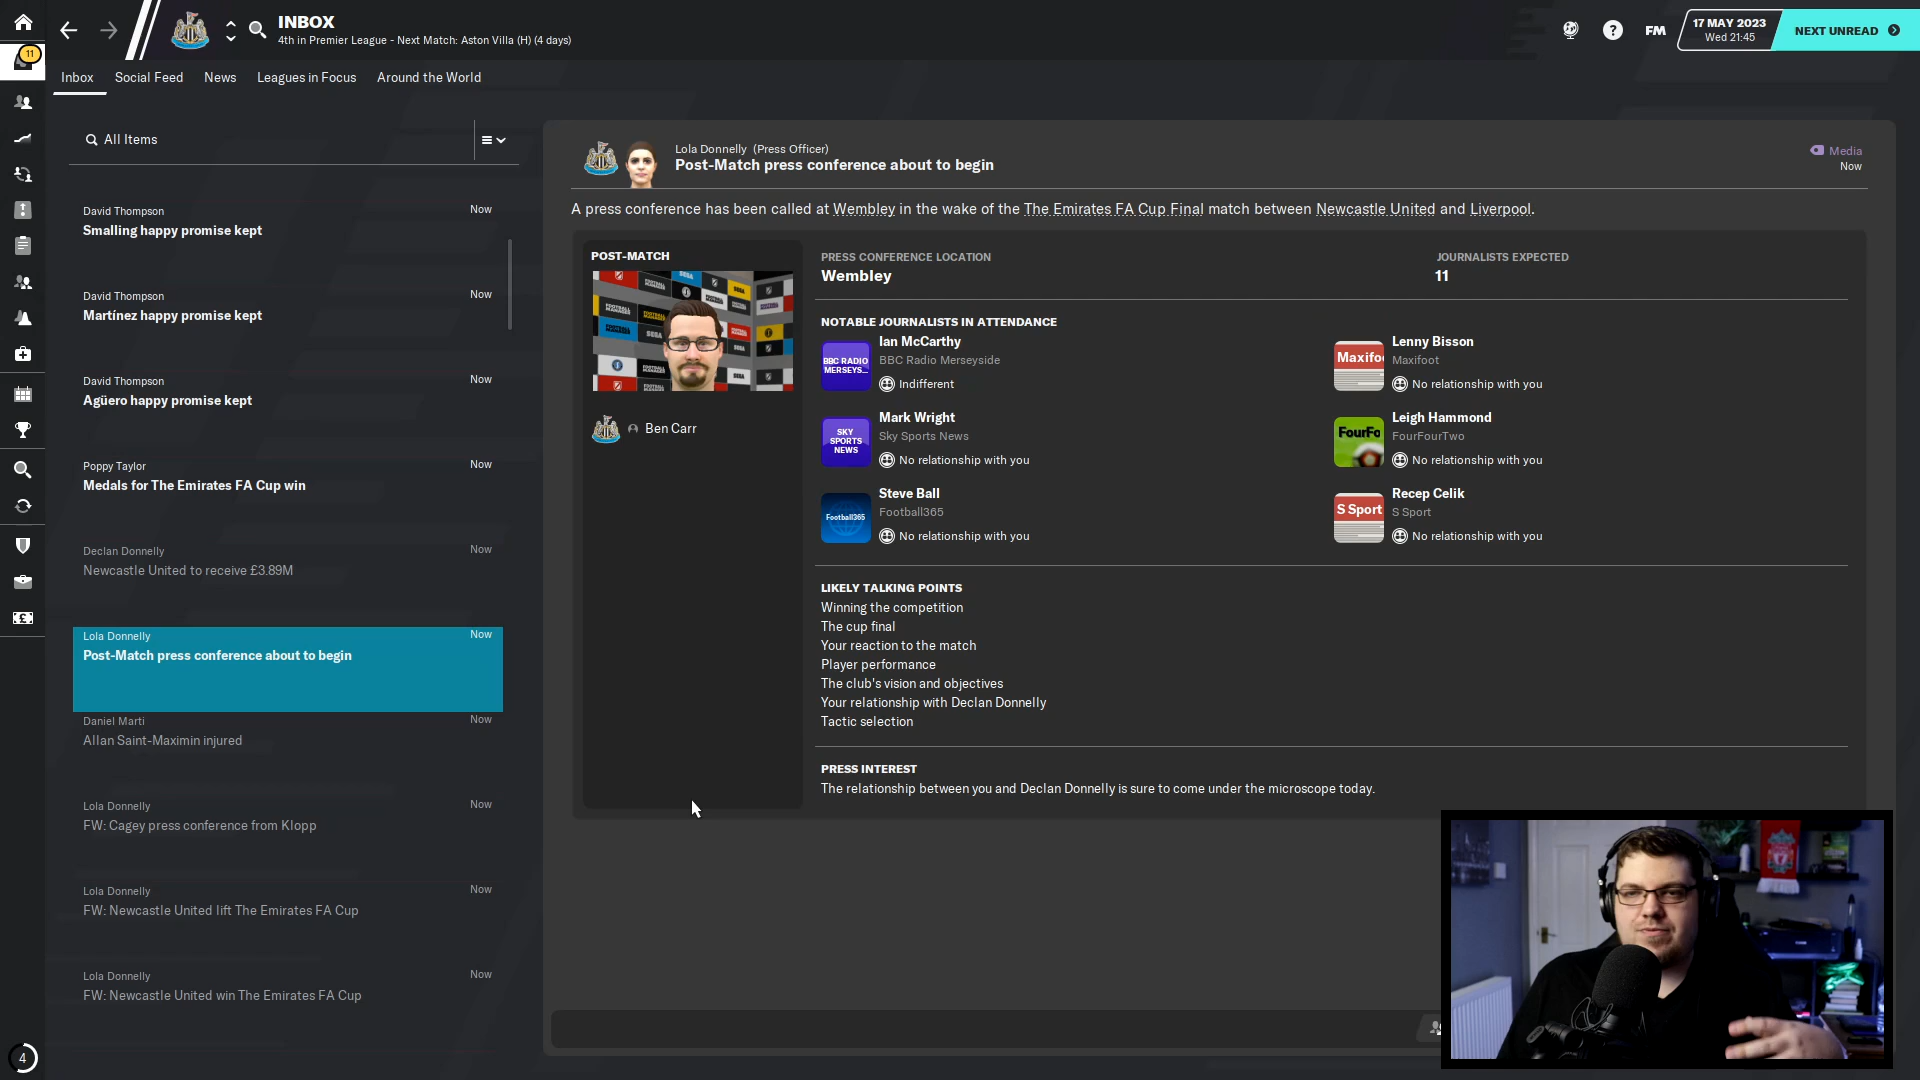 11
INBOX
4th in Premier League - Next Match: Aston Villa (H) (4 days)
FM
17 MAY 2023
Wed 21:45
NEXT UNREAD
Inbox
Social Feed
News
Leagues in Focus
Around the World
All Items
David Thompson
Now
Smalling happy promise kept
David Thompson
Now
Martínez happy promise kept
David Thompson
Now
Agüero happy promise kept
Poppy Taylor
Now
Medals for The Emirates FA Cup win
Declan Donnelly
Now
Newcastle United to receive £3.89M
Lola Donnelly
Now
Post-Match press conference about to begin
Daniel Marti
Now
Allan Saint-Maximin injured
Lola Donnelly
Now
FW: Cagey press conference from Klopp
Lola Donnelly
Now
FW: Newcastle United lift The Emirates FA Cup
Lola Donnelly
Now
FW: Newcastle United win The Emirates FA Cup
4
Lola Donnelly (Press Officer)
Post-Match press conference about to begin
Media
Now
A press conference has been called at Wembley in the wake of the The Emirates FA Cup Final match between Newcastle United and Liverpool.
POST-MATCH
Ben Carr
PRESS CONFERENCE LOCATION
Wembley
JOURNALISTS EXPECTED
11
NOTABLE JOURNALISTS IN ATTENDANCE
BBC RADIO
MERSEYS...
Ian McCarthy
BBC Radio Merseyside
Indifferent
Maxifo
Lenny Bisson
Maxifoot
No relationship with you
SKY
SPORTS
NEWS
Mark Wright
Sky Sports News
No relationship with you
FourFo
Leigh Hammond
FourFourTwo
No relationship with you
Football365
Steve Ball
Football365
No relationship with you
S Sport
Recep Celik
S Sport
No relationship with you
LIKELY TALKING POINTS
Winning the competition
The cup final
Your reaction to the match
Player performance
The club's vision and objectives
Your relationship with Declan Donnelly
Tactic selection
PRESS INTEREST
The relationship between you and Declan Donnelly is sure to come under the microscope today.